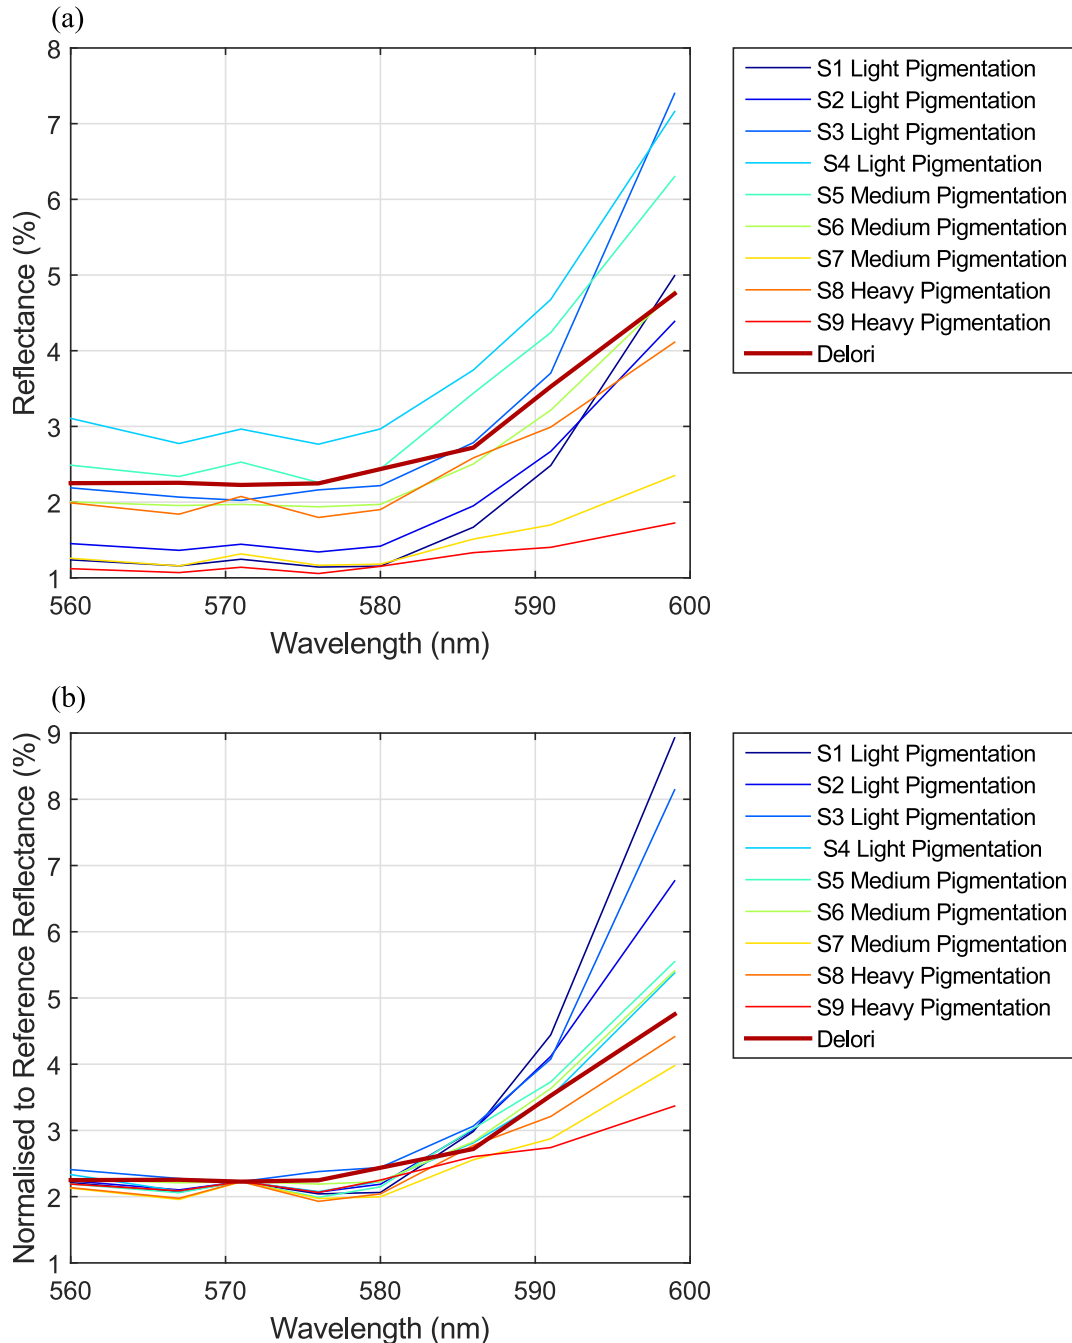 (a)
8
7
6
5
4
3
2
1
Reflectance (%)
560
570
580
590
600
Wavelength (nm)
S1 Light Pigmentation
S2 Light Pigmentation
S3 Light Pigmentation
S4 Light Pigmentation
S5 Medium Pigmentation
S6 Medium Pigmentation
S7 Medium Pigmentation
S8 Heavy Pigmentation
S9 Heavy Pigmentation
Delori
(b)
9
8
7
6
5
4
3
2
1
Normalised to Reference Reflectance (%)
560
570
580
590
600
Wavelength (nm)
S1 Light Pigmentation
S2 Light Pigmentation
S3 Light Pigmentation
S4 Light Pigmentation
S5 Medium Pigmentation
S6 Medium Pigmentation
S7 Medium Pigmentation
S8 Heavy Pigmentation
S9 Heavy Pigmentation
Delori